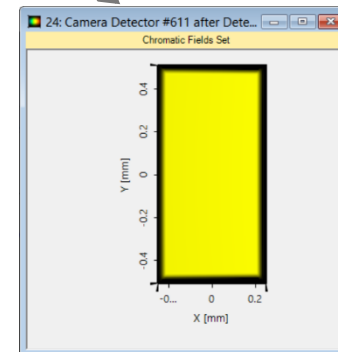 24: Camera Detector #611 after Dete...
Chromatic Fields Set
0.4
0.2
0
-0.2
-0.4
Y [mm]
-0...
0
0.2
X [mm]